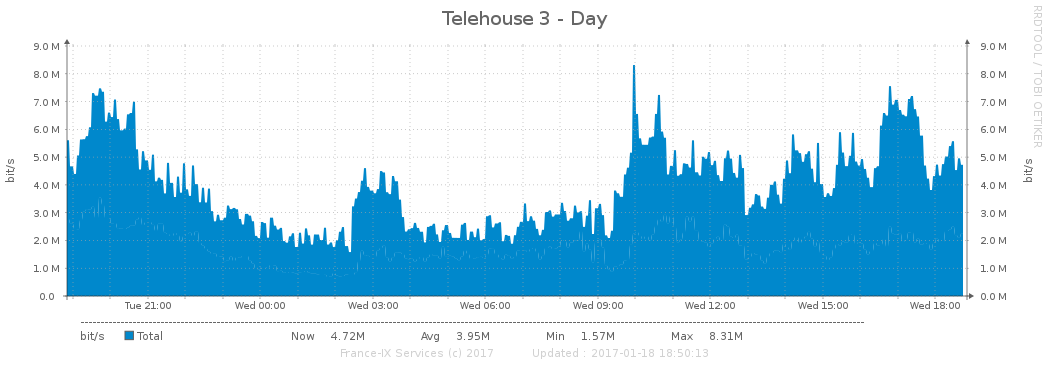 Telehouse 3 - Day
RRDTOOL / TOBI OETIKER
bit/s
9.0 M 9.0 M
8.0 M 8.0 M
7.0 M 7.0 M
6.0 M 6.0 M
5.0 M 5.0 M
4.0 M 4.0 M
3.0 M 3.0 M
2.0 M 2.0 M
1.0 M 1.0 M
0.0 0.0 M
bit/s
Tue 21:00 Wed 00:00 Wed 03:00 Wed 06:00 Wed 09:00 Wed 12:00 Wed 15:00 Wed 18:00
bit/s Total Now 4.72M Avg 3.95M Min 1.57M Max 8.31M
France-IX Services (c) 2017 Updated : 2017-01-18 18:50:13